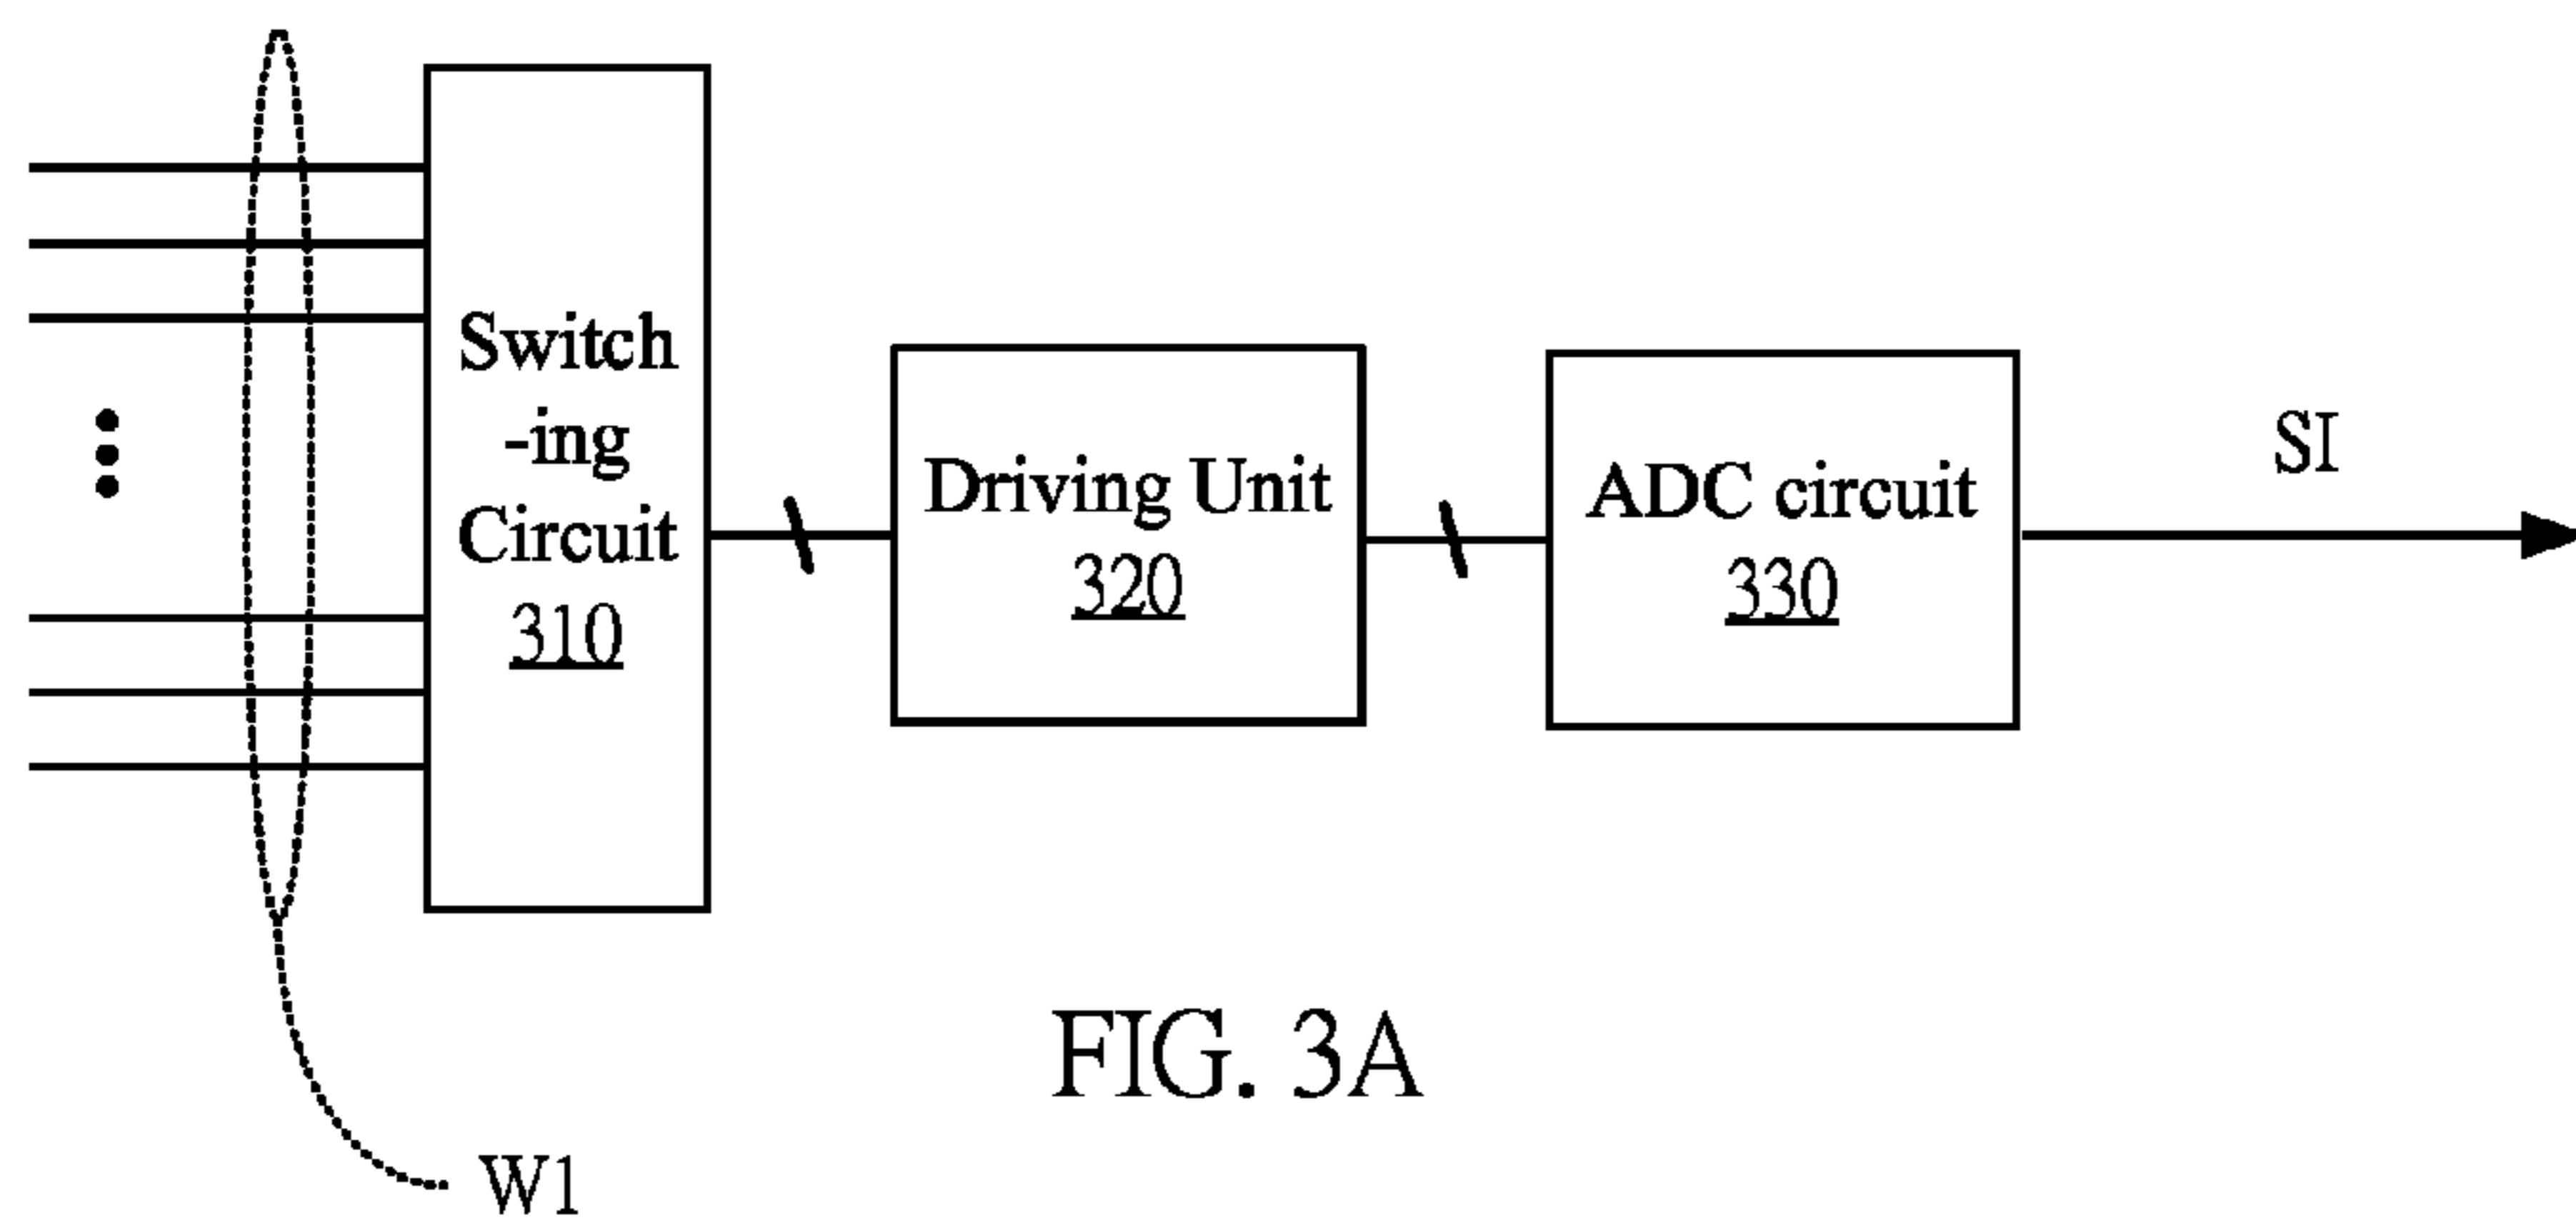 Switch
-ing
Circuit
310
Driving Unit
320
ADC circuit
330
SI
FIG. 3A
W1